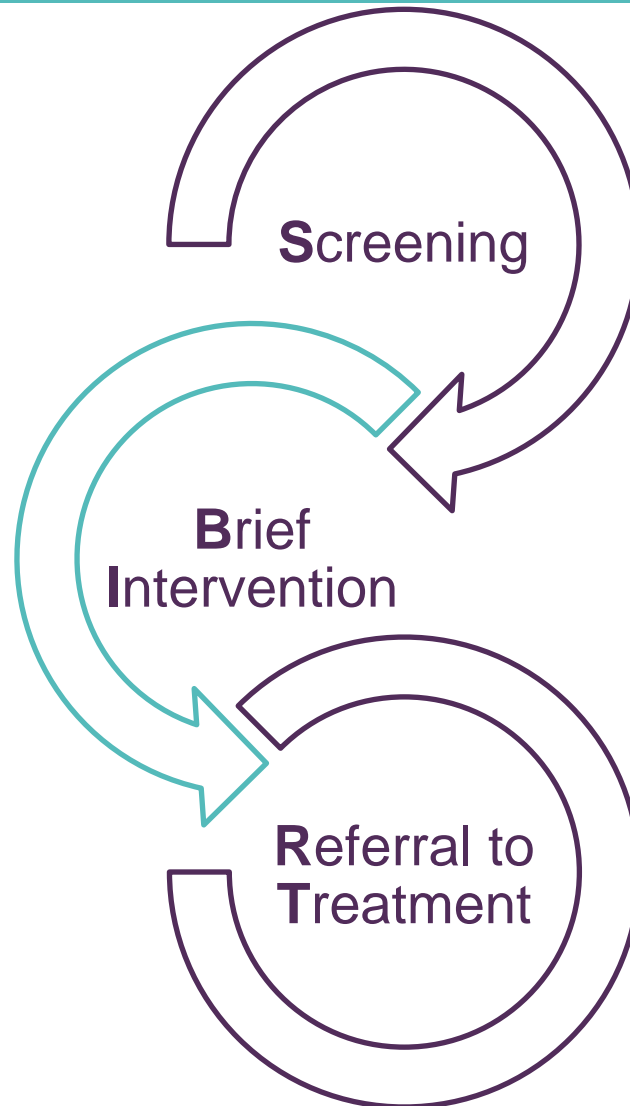 Screening
Brief
Intervention
Referral to
Treatment